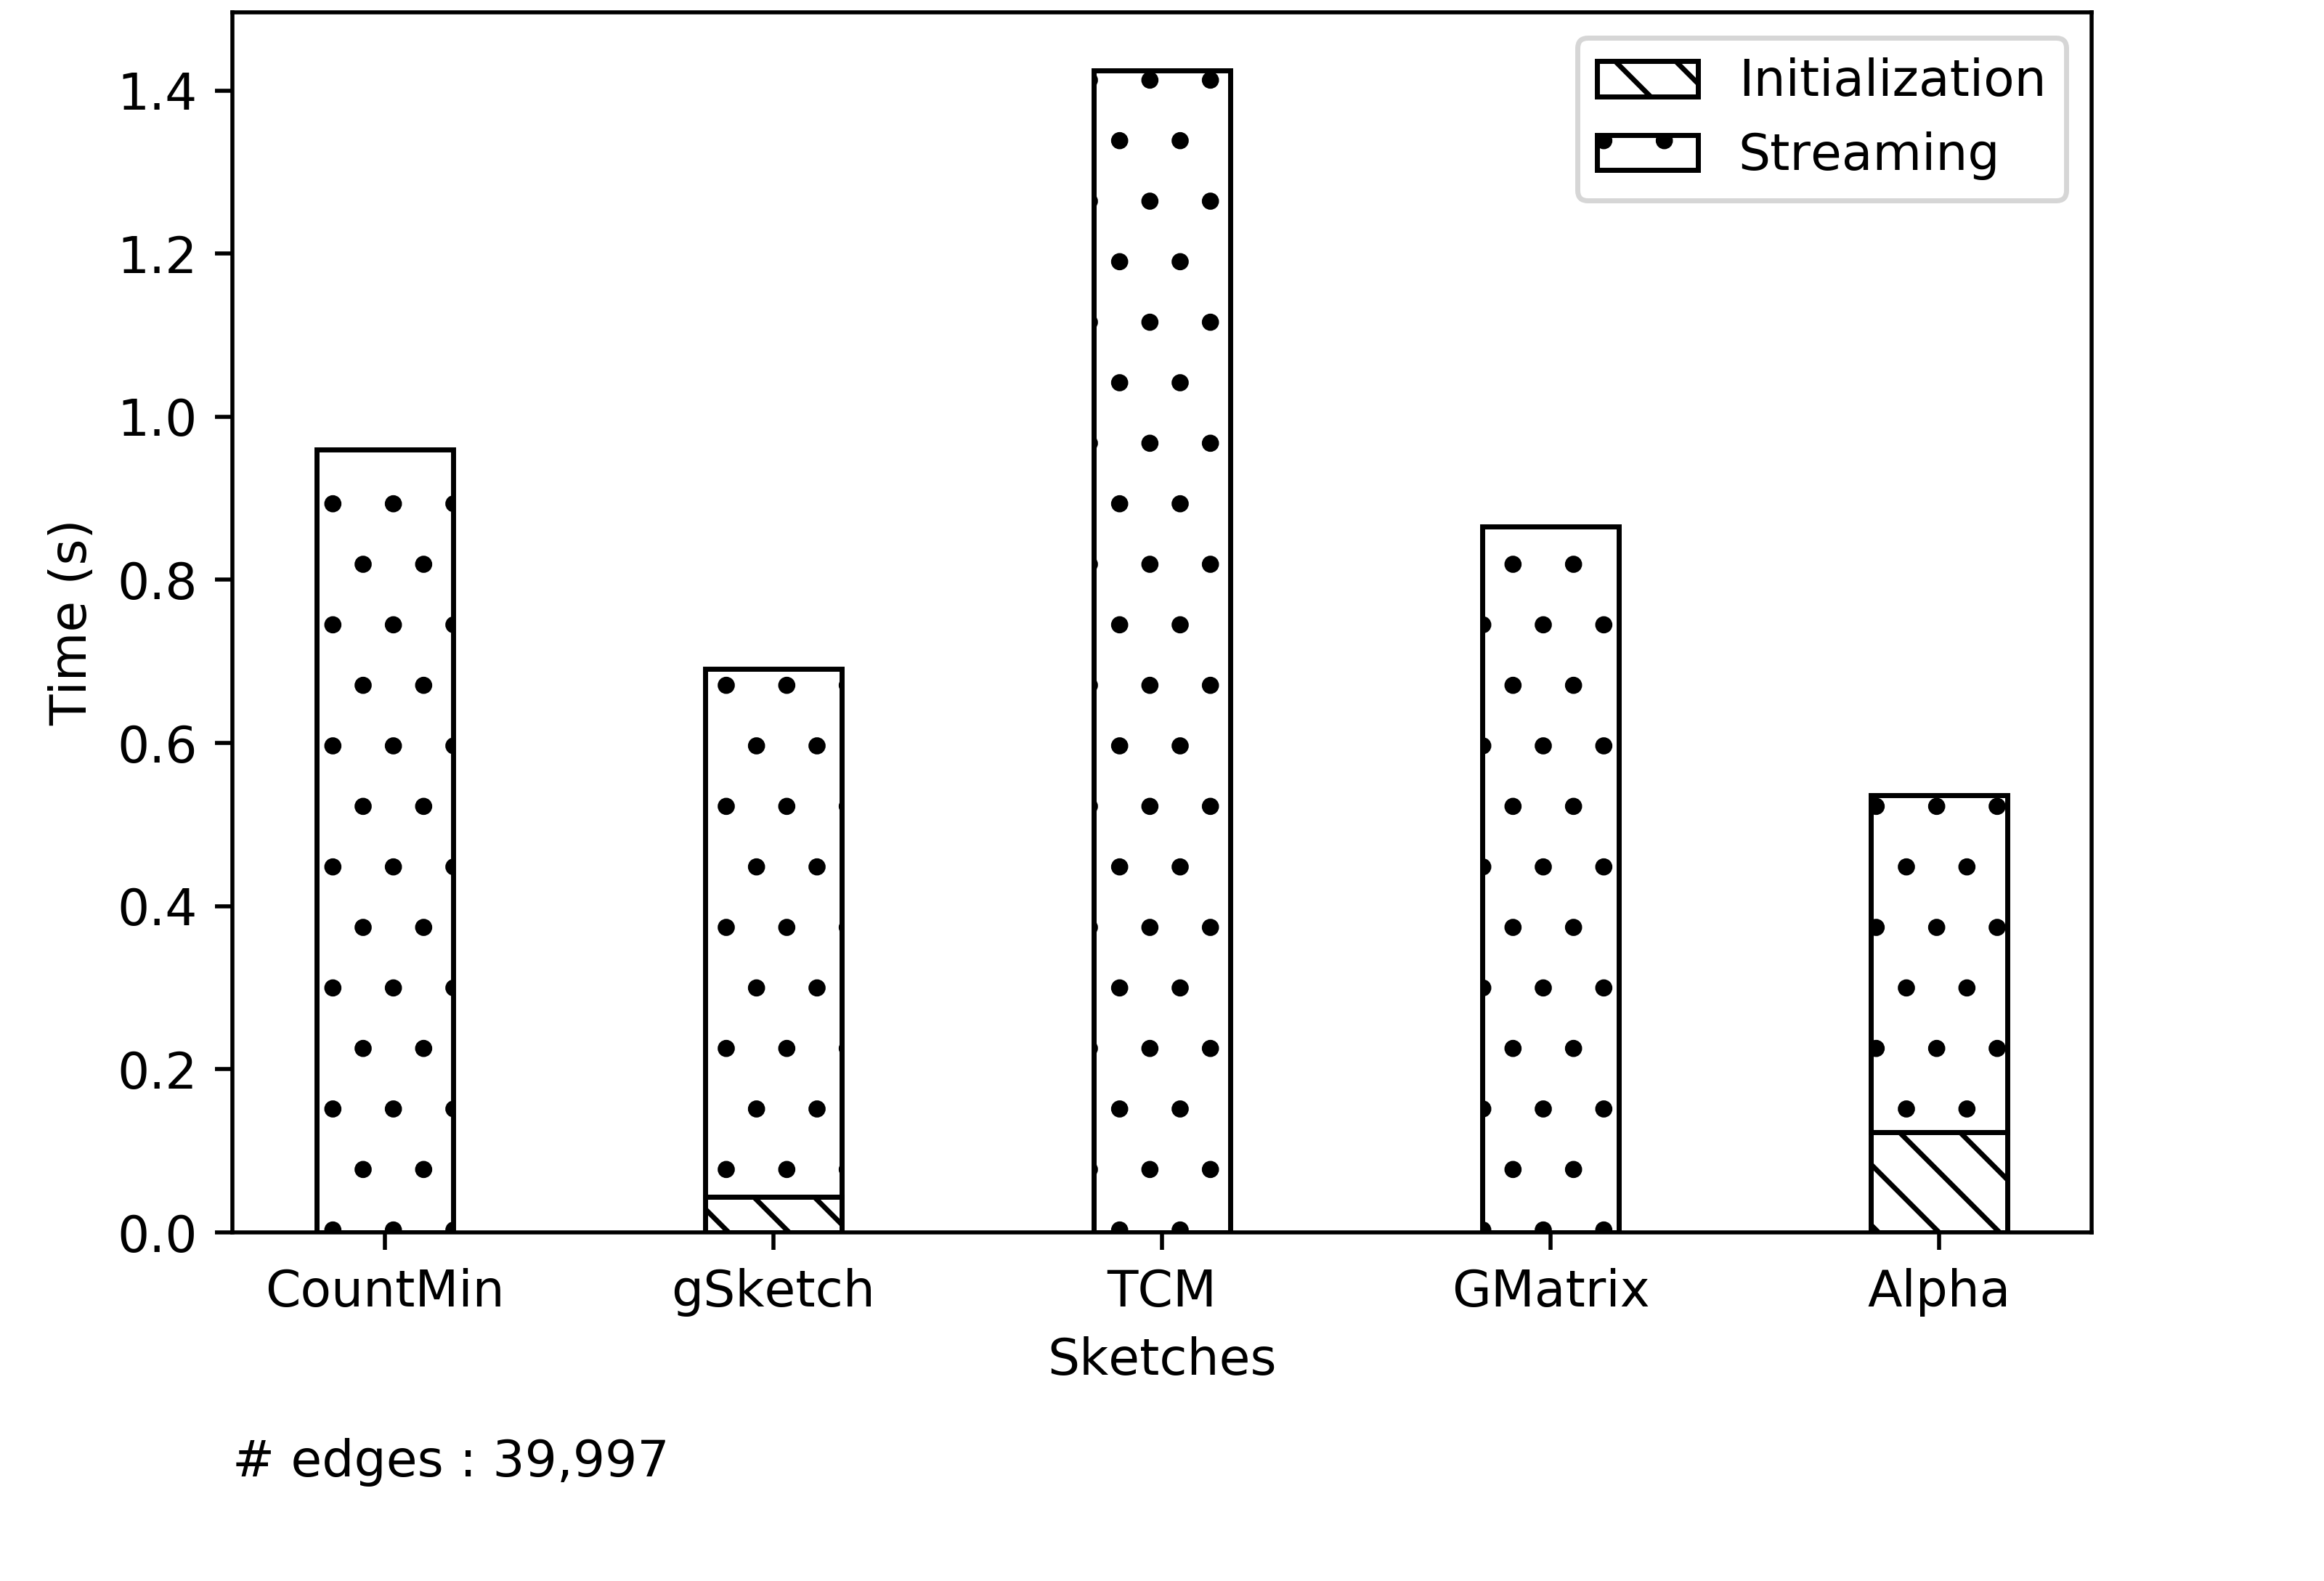 Initialization
Streaming
1.4
1.2
1.0
0.8
0.6
0.4
0.2
0.0
Time (s)
CountMin gSketch TCM GMatrix Alpha
Sketches
# edges : 39,997